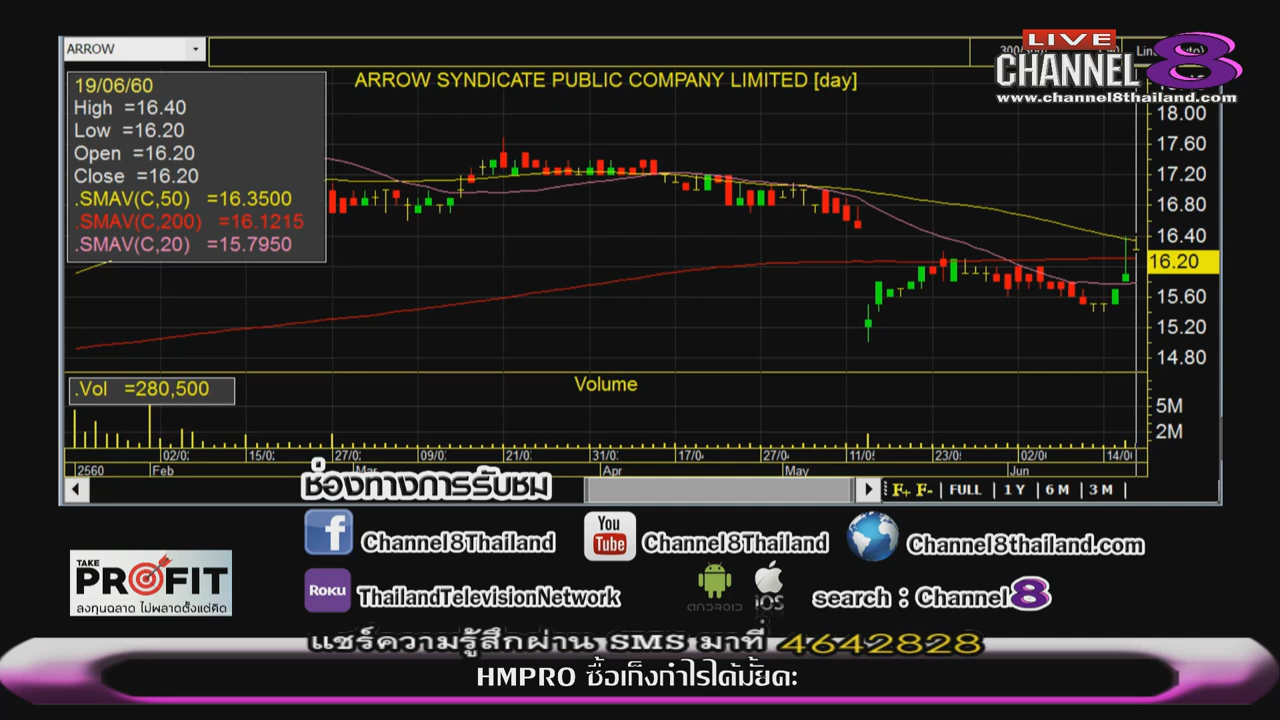 ARROW
LIVE
CHANNEL 8
www.channel8thailand.com
19/06/60
High =16.40
Low =16.20
Open =16.20
Close =16.20
.SMAV(C,50) =16.3500
.SMAV(C,200) =16.1215
.SMAV(C,20) =15.7950
ARROW SYNDICATE PUBLIC COMPANY LIMITED [day]
18.00
17.60
17.20
16.80
16.40
16.20
15.60
15.20
14.80
.Vol =280,500
Volume
5M
2M
02/0 15/0 27/0 09/0 21/0 31/0 17/0 27/0 11/0 23/0 02/0 14/0
2560 Feb Mar Apr May Jun
F+ F- FULL 1 Y 6 M 3 M
ช่องทางการรับชม
f Channel8Thailand You Tube Channel8Thailand Channel8thailand.com
ROKU ThailandTelevisionNetwork ANDROID iOS search : Channel8
TAKE
PROFIT
ลงทุนฉลาด ไม่พลาดตั้งแต่คิด
แชร์ความรู้สึกผ่าน SMS มาที่ 4642828
HMPRO ซื้อเก็งกำไรได้มั้ยคะ